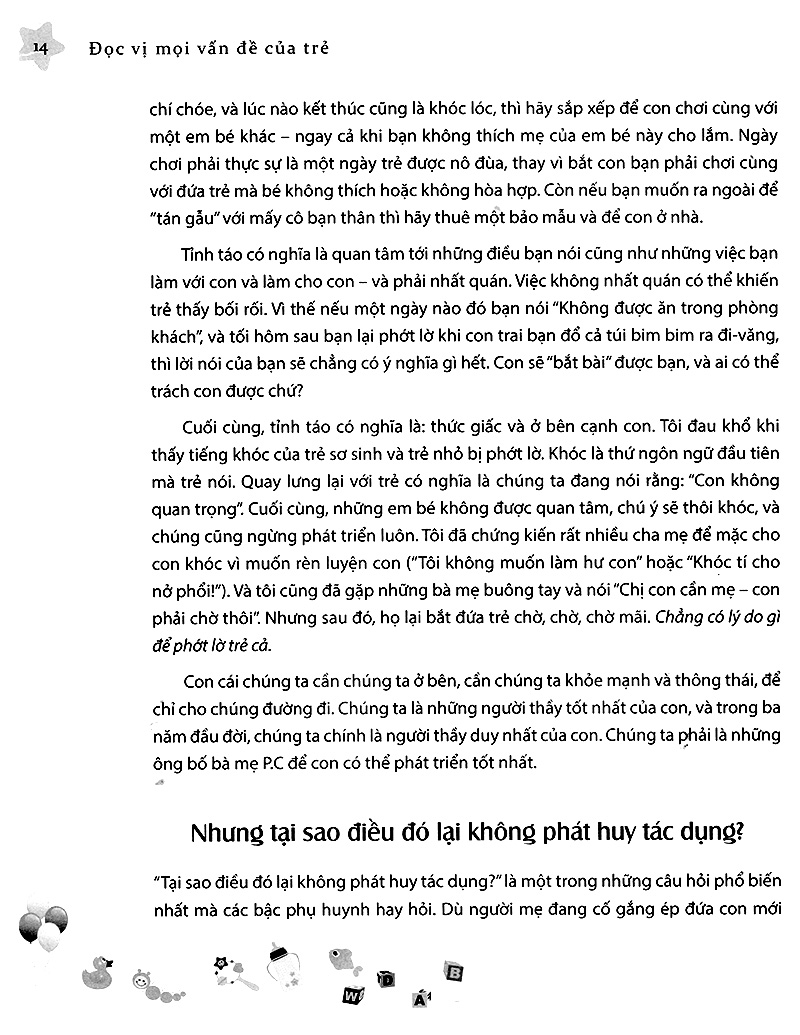 14 Đọc vị mọi vấn đề của trẻ
chí chóe, và lúc nào kết thúc cũng là khóc lóc, thì hãy sắp xếp để con chơi cùng với
một em bé khác – ngay cả khi bạn không thích mẹ của em bé này cho lắm. Ngày
chơi phải thực sự là một ngày trẻ được nô đùa, thay vì bắt con bạn phải chơi cùng
với đứa trẻ mà bé không thích hoặc không hòa hợp. Còn nếu bạn muốn ra ngoài để
“tán gẫu” với mấy cô bạn thân thì hãy thuê một bảo mẫu và để con ở nhà.
Tỉnh táo có nghĩa là quan tâm tới những điều bạn nói cũng như những việc bạn
làm với con và làm cho con – và phải nhất quán. Việc không nhất quán có thể khiến
trẻ thấy bối rối. Vì thế nếu một ngày nào đó bạn nói “Không được ăn trong phòng
khách”, và tối hôm sau bạn lại phớt lờ khi con trai bạn đổ cả túi bim bim ra đi-văng,
thì lời nói của bạn sẽ chẳng có ý nghĩa gì hết. Con sẽ “bắt bài” được bạn, và ai có thể
trách con được chứ?
Cuối cùng, tỉnh táo có nghĩa là: thức giấc và ở bên cạnh con. Tôi đau khổ khi
thấy tiếng khóc của trẻ sơ sinh và trẻ nhỏ bị phớt lờ. Khóc là thứ ngôn ngữ đầu tiên
mà trẻ nói. Quay lưng lại với trẻ có nghĩa là chúng ta đang nói rằng: “Con không
quan trọng”. Cuối cùng, những em bé không được quan tâm, chú ý sẽ thôi khóc, và
chúng cũng ngừng phát triển luôn. Tôi đã chứng kiến rất nhiều cha mẹ để mặc cho
con khóc vì muốn rèn luyện con (“Tôi không muốn làm hư con” hoặc “Khóc tí cho
nở phổi!”). Và tôi cũng đã gặp những bà mẹ buông tay và nói “Chị con cần mẹ – con
phải chờ thôi”. Nhưng sau đó, họ lại bắt đứa trẻ chờ, chờ, chờ mãi. Chẳng có lý do gì
để phớt lờ trẻ cả.
Con cái chúng ta cần chúng ta ở bên, cần chúng ta khỏe mạnh và thông thái, để
chỉ cho chúng đường đi. Chúng ta là những người thầy tốt nhất của con, và trong ba
năm đầu đời, chúng ta chính là người thầy duy nhất của con. Chúng ta phải là những
ông bố bà mẹ P.C để con có thể phát triển tốt nhất.
Nhưng tại sao điều đó lại không phát huy tác dụng?
“Tại sao điều đó lại không phát huy tác dụng?” là một trong những câu hỏi phổ biến
nhất mà các bậc phụ huynh hay hỏi. Dù người mẹ đang cố gắng ép đứa con mới
W D A B